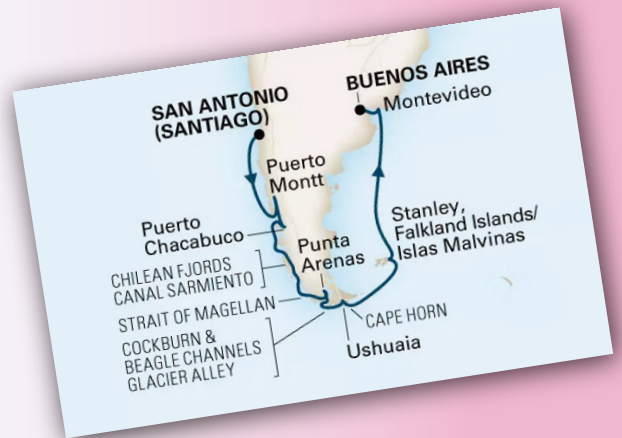 BUENOS AIRES
Montevideo
SAN ANTONIO
(SANTIAGO)
Puerto
Montt
Puerto
Chacabuco
Punta
Arenas
Stanley,
Falkland Islands/
Islas Malvinas
CHILEAN FJORDS
CANAL SARMIENTO
STRAIT OF MAGELLAN
COCKBURN &
BEAGLE CHANNELS
GLACIER ALLEY
CAPE HORN
Ushuaia